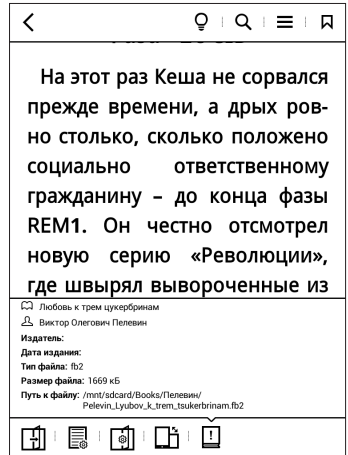 На этот раз Кеша не сорвался
прежде времени, а дрых ров-
но столько, сколько положено
социально ответственному
гражданину – до конца фазы
REM1. Он честно отсмотрел
новую серию «Революции»,
где швырял вывороченные из
Любовь к трем цукербринам
Виктор Олегович Пелевин
Издатель:
Дата издания:
Тип файла: fb2
Размер файла: 1669 кБ
Путь к файлу: /mnt/sdcard/Books/Пелевин/
Pelevin_Lyubov_k_trem_tsukerbrinam.fb2